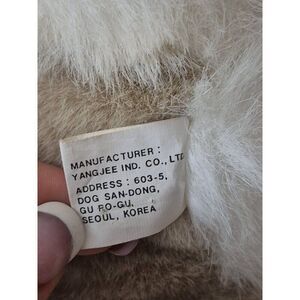 MANUFACTURER :
YANGJEE IND. CO., LTD
ADDRESS : 603-5,
DOG SAN-DONG,
GU RO-GU,
SEOUL, KOREA